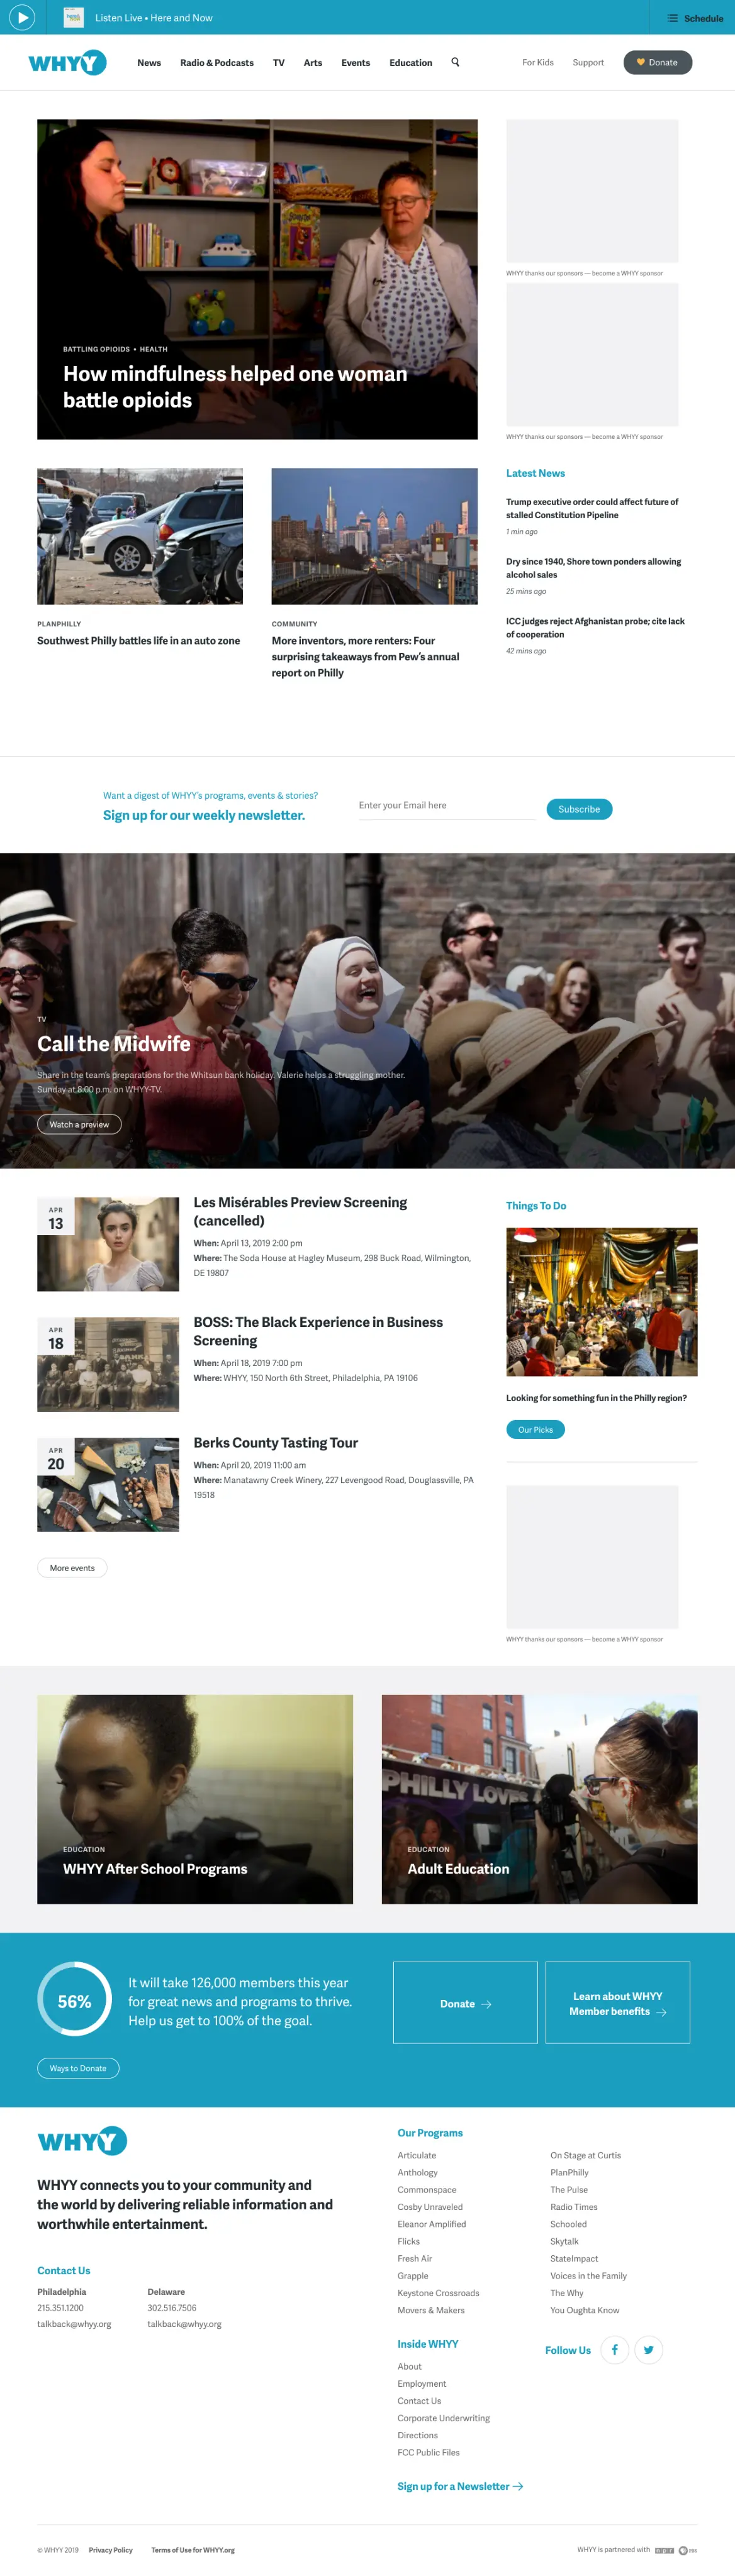 Listen Live • Here and Now
Schedule
WHYY
News
Radio & Podcasts
TV
Arts
Events
Education
For Kids
Support
Donate
BATTLING OPIOIDS • HEALTH
How mindfulness helped one woman
battle opioids
WHYY thanks our sponsors — become a WHYY sponsor
WHYY thanks our sponsors — become a WHYY sponsor
PLANPHILLY
Southwest Philly battles life in an auto zone
COMMUNITY
More inventors, more renters: Four
surprising takeaways from Pew's annual
report on Philly
Latest News
Trump executive order could affect future of
stalled Constitution Pipeline
1 min ago
Dry since 1940, Shore town ponders allowing
alcohol sales
25 mins ago
ICC judges reject Afghanistan probe; cite lack
of cooperation
42 mins ago
Want a digest of WHYY's programs, events & stories?
Sign up for our weekly newsletter.
Enter your Email here
Subscribe
TV
Call the Midwife
Share in the team's preparations for the Whitsun bank holiday. Valerie helps a struggling mother.
Sunday at 8:00 p.m. on WHYY-TV.
Watch a preview
APR
13
Les Misérables Preview Screening
(cancelled)
When: April 13, 2019 2:00 pm
Where: The Soda House at Hagley Museum, 298 Buck Road, Wilmington,
DE 19807
APR
18
BOSS: The Black Experience in Business
Screening
When: April 18, 2019 7:00 pm
Where: WHYY, 150 North 6th Street, Philadelphia, PA 19106
APR
20
Berks County Tasting Tour
When: April 20, 2019 11:00 am
Where: Manatawny Creek Winery, 227 Levengood Road, Douglassville, PA
19518
More events
Things To Do
Looking for something fun in the Philly region?
Our Picks
WHYY thanks our sponsors — become a WHYY sponsor
EDUCATION
WHYY After School Programs
PHILLY LOVE
EDUCATION
Adult Education
56%
It will take 126,000 members this year
for great news and programs to thrive.
Help us get to 100% of the goal.
Ways to Donate
Donate →
Learn about WHYY
Member benefits →
WHYY
WHYY connects you to your community and
the world by delivering reliable information and
worthwhile entertainment.
Contact Us
Philadelphia
215.351.1200
talkback@whyy.org
Delaware
302.516.7506
talkback@whyy.org
Our Programs
Articulate
Anthology
Commonspace
Cosby Unraveled
Eleanor Amplified
Flicks
Fresh Air
Grapple
Keystone Crossroads
Movers & Makers
On Stage at Curtis
PlanPhilly
The Pulse
Radio Times
Schooled
Skytalk
StateImpact
Voices in the Family
The Why
You Oughta Know
Inside WHYY
About
Employment
Contact Us
Corporate Underwriting
Directions
FCC Public Files
Follow Us
Sign up for a Newsletter →
© WHYY 2019
Privacy Policy
Terms of Use for WHYY.org
WHYY is partnered with
npr
PBS